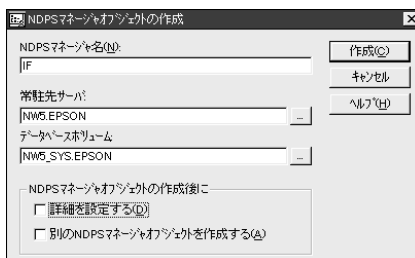 NDPSマネージャオブジェクトの作成
NDPSマネージャ名(N):
IF
作成(C)
キャンセル
ヘルプ(H)
常駐先サーバ:
NW5.EPSON
...
データベースボリューム:
NW5_SYS.EPSON
...
NDPSマネージャオブジェクトの作成後に
詳細を設定する(D)
別のNDPSマネージャオブジェクトを作成する(A)